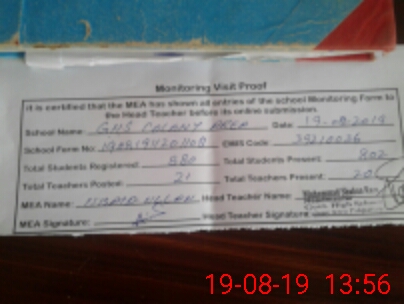 Monitoring Visit Proof
It is certified that the MEA has shown all entries of the school Monitoring Form to
the Head Teacher before its online submission.
School Name: GHS COLONY AREA Date: 19-08-2019
School Form No: EMIS Code: 35210026
Total Students Registered: 880 Total Students Present: 802
Total Teachers Posted: 21 Total Teachers Present: 20
MEA Name: Head Teacher Name:
MEA Signature: Head Teacher Signature
19-08-19 13:56